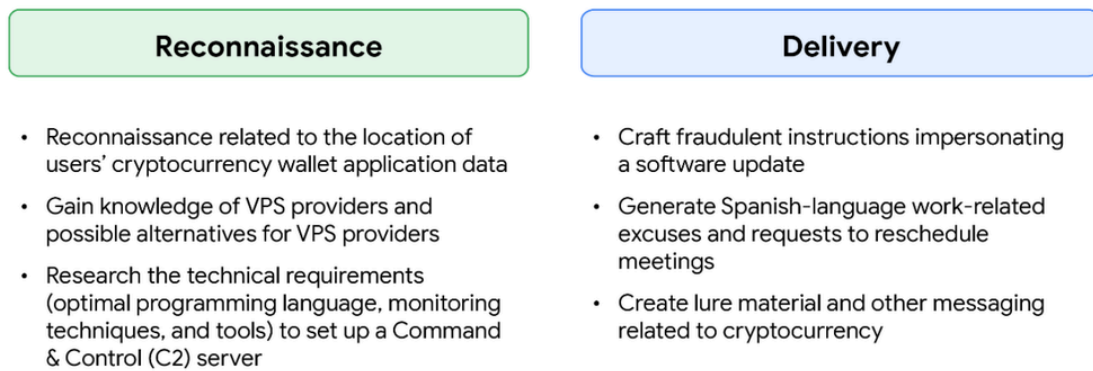 Reconnaissance
• Reconnaissance related to the location of
users' cryptocurrency wallet application data
• Gain knowledge of VPS providers and
possible alternatives for VPS providers
• Research the technical requirements
(optimal programming language, monitoring
techniques, and tools) to set up a Command
& Control (C2) server
Delivery
• Craft fraudulent instructions impersonating
a software update
• Generate Spanish-language work-related
excuses and requests to reschedule
meetings
• Create lure material and other messaging
related to cryptocurrency